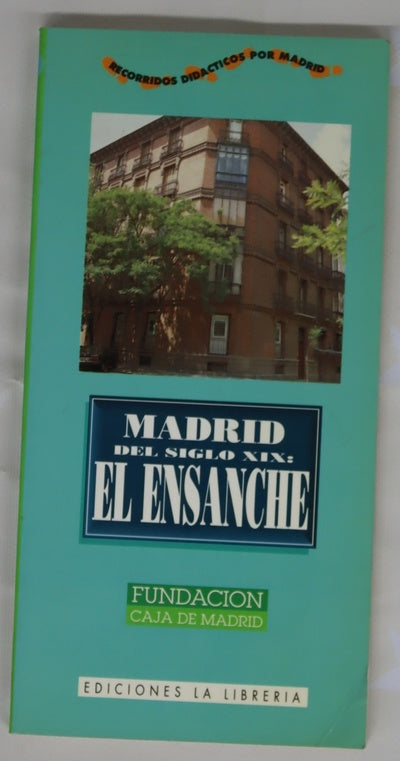 RECORRIDOS DIDACTICOS POR MADRID
MADRID
DEL SIGLO XIX:
EL ENSANCHE
FUNDACION
CAJA DE MADRID
EDICIONES LA LIBRERIA